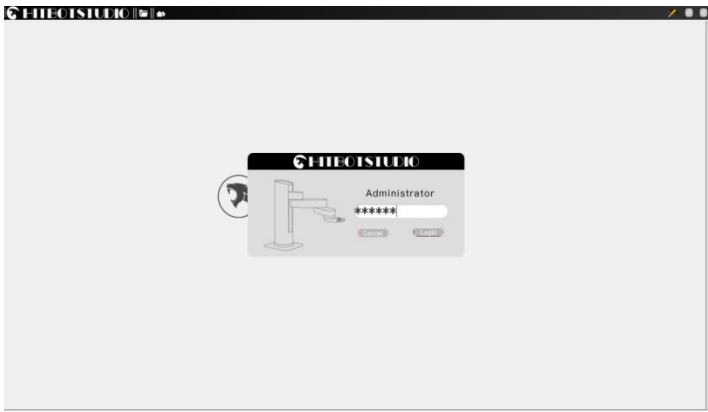 HITBOTSTUDIO
HITBOTSTUDIO
Administrator
******
Cancel Login